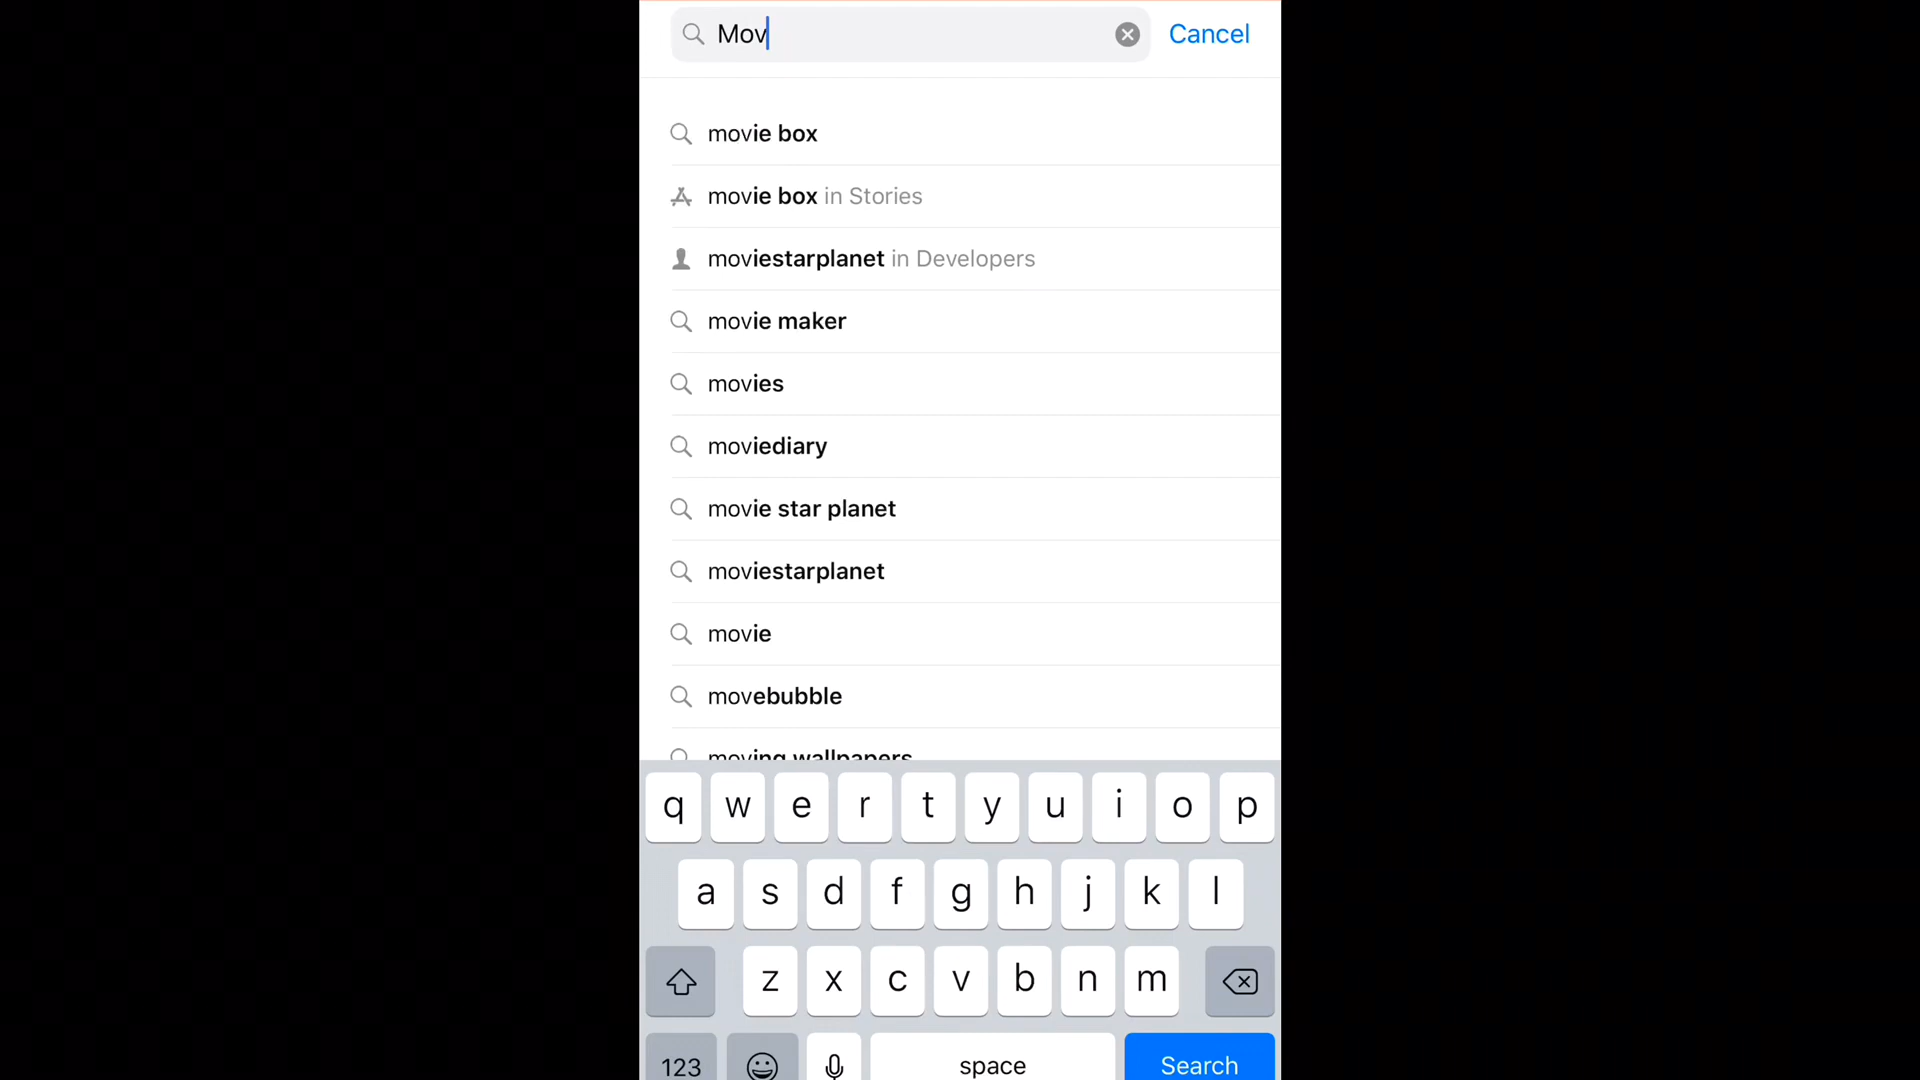 Mov Cancel
movie box
movie box in Stories
moviestarplanet in Developers
movie maker
movies
moviediary
movie star planet
moviestarplanet
movie
movebubble
moving wallpapers
q w e r t y u i o p
a s d f g h j k l
z x c v b n m
123 space Search